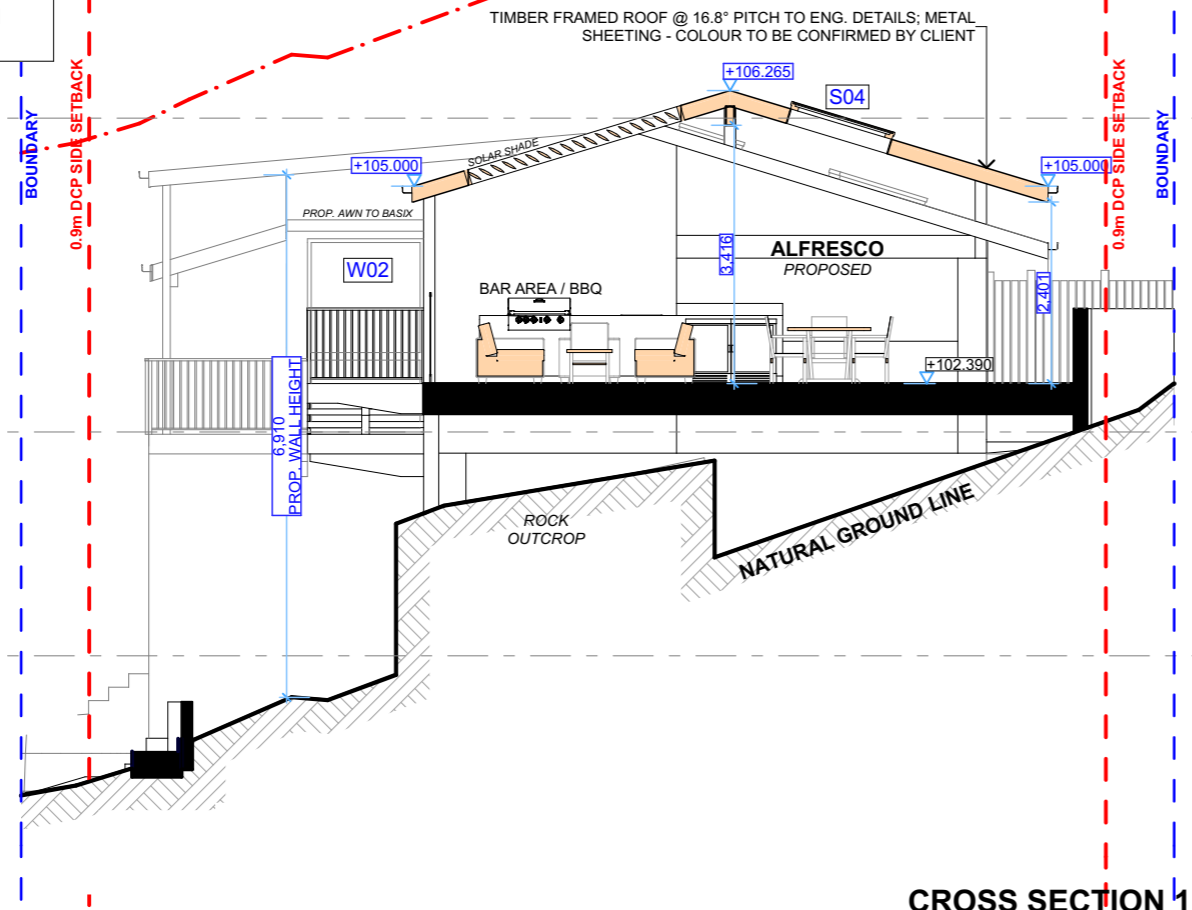 TIMBER FRAMED ROOF @ 16.8° PITCH TO ENG. DETAILS; METAL
SHEETING - COLOUR TO BE CONFIRMED BY CLIENT
+106.265
S04
BOUNDARY
0.9m DCP SIDE SETBACK
0.9m DCP SIDE SETBACK
BOUNDARY
SOLAR SHADE
+105.000
+105.000
PROP. AWN TO BASIX
W02
ALFRESCO
PROPOSED
3,416
2,401
BAR AREA / BBQ
+102.390
6,910
PROP. WALL HEIGHT
ROCK
OUTCROP
NATURAL GROUND LINE
CROSS SECTION 1